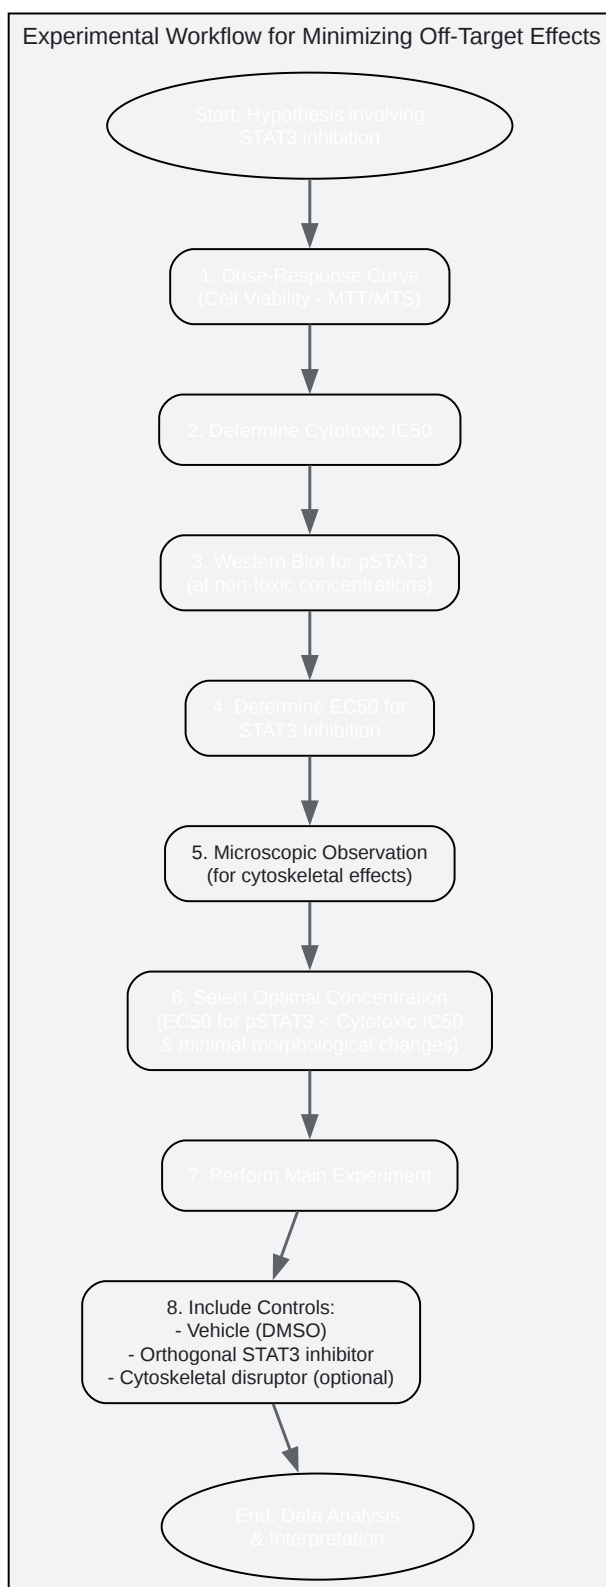 Experimental Workflow for Minimizing Off-Target Effects
Start: Hypothesis involving
STAT3 inhibition
1. Dose-Response Curve
(Cell Viability - MTT/MTS)
2. Determine Cytotoxic IC50
3. Western Blot for pSTAT3
(at non-toxic concentrations)
4. Determine EC50 for
STAT3 Inhibition
5. Microscopic Observation
(for cytoskeletal effects)
6. Select Optimal Concentration
(EC50 for pSTAT3 < Cytotoxic IC50
& minimal morphological changes)
7. Perform Main Experiment
8. Include Controls:
- Vehicle (DMSO)
- Orthogonal STAT3 inhibitor
- Cytoskeletal disruptor (optional)
End: Data Analysis
& Interpretation